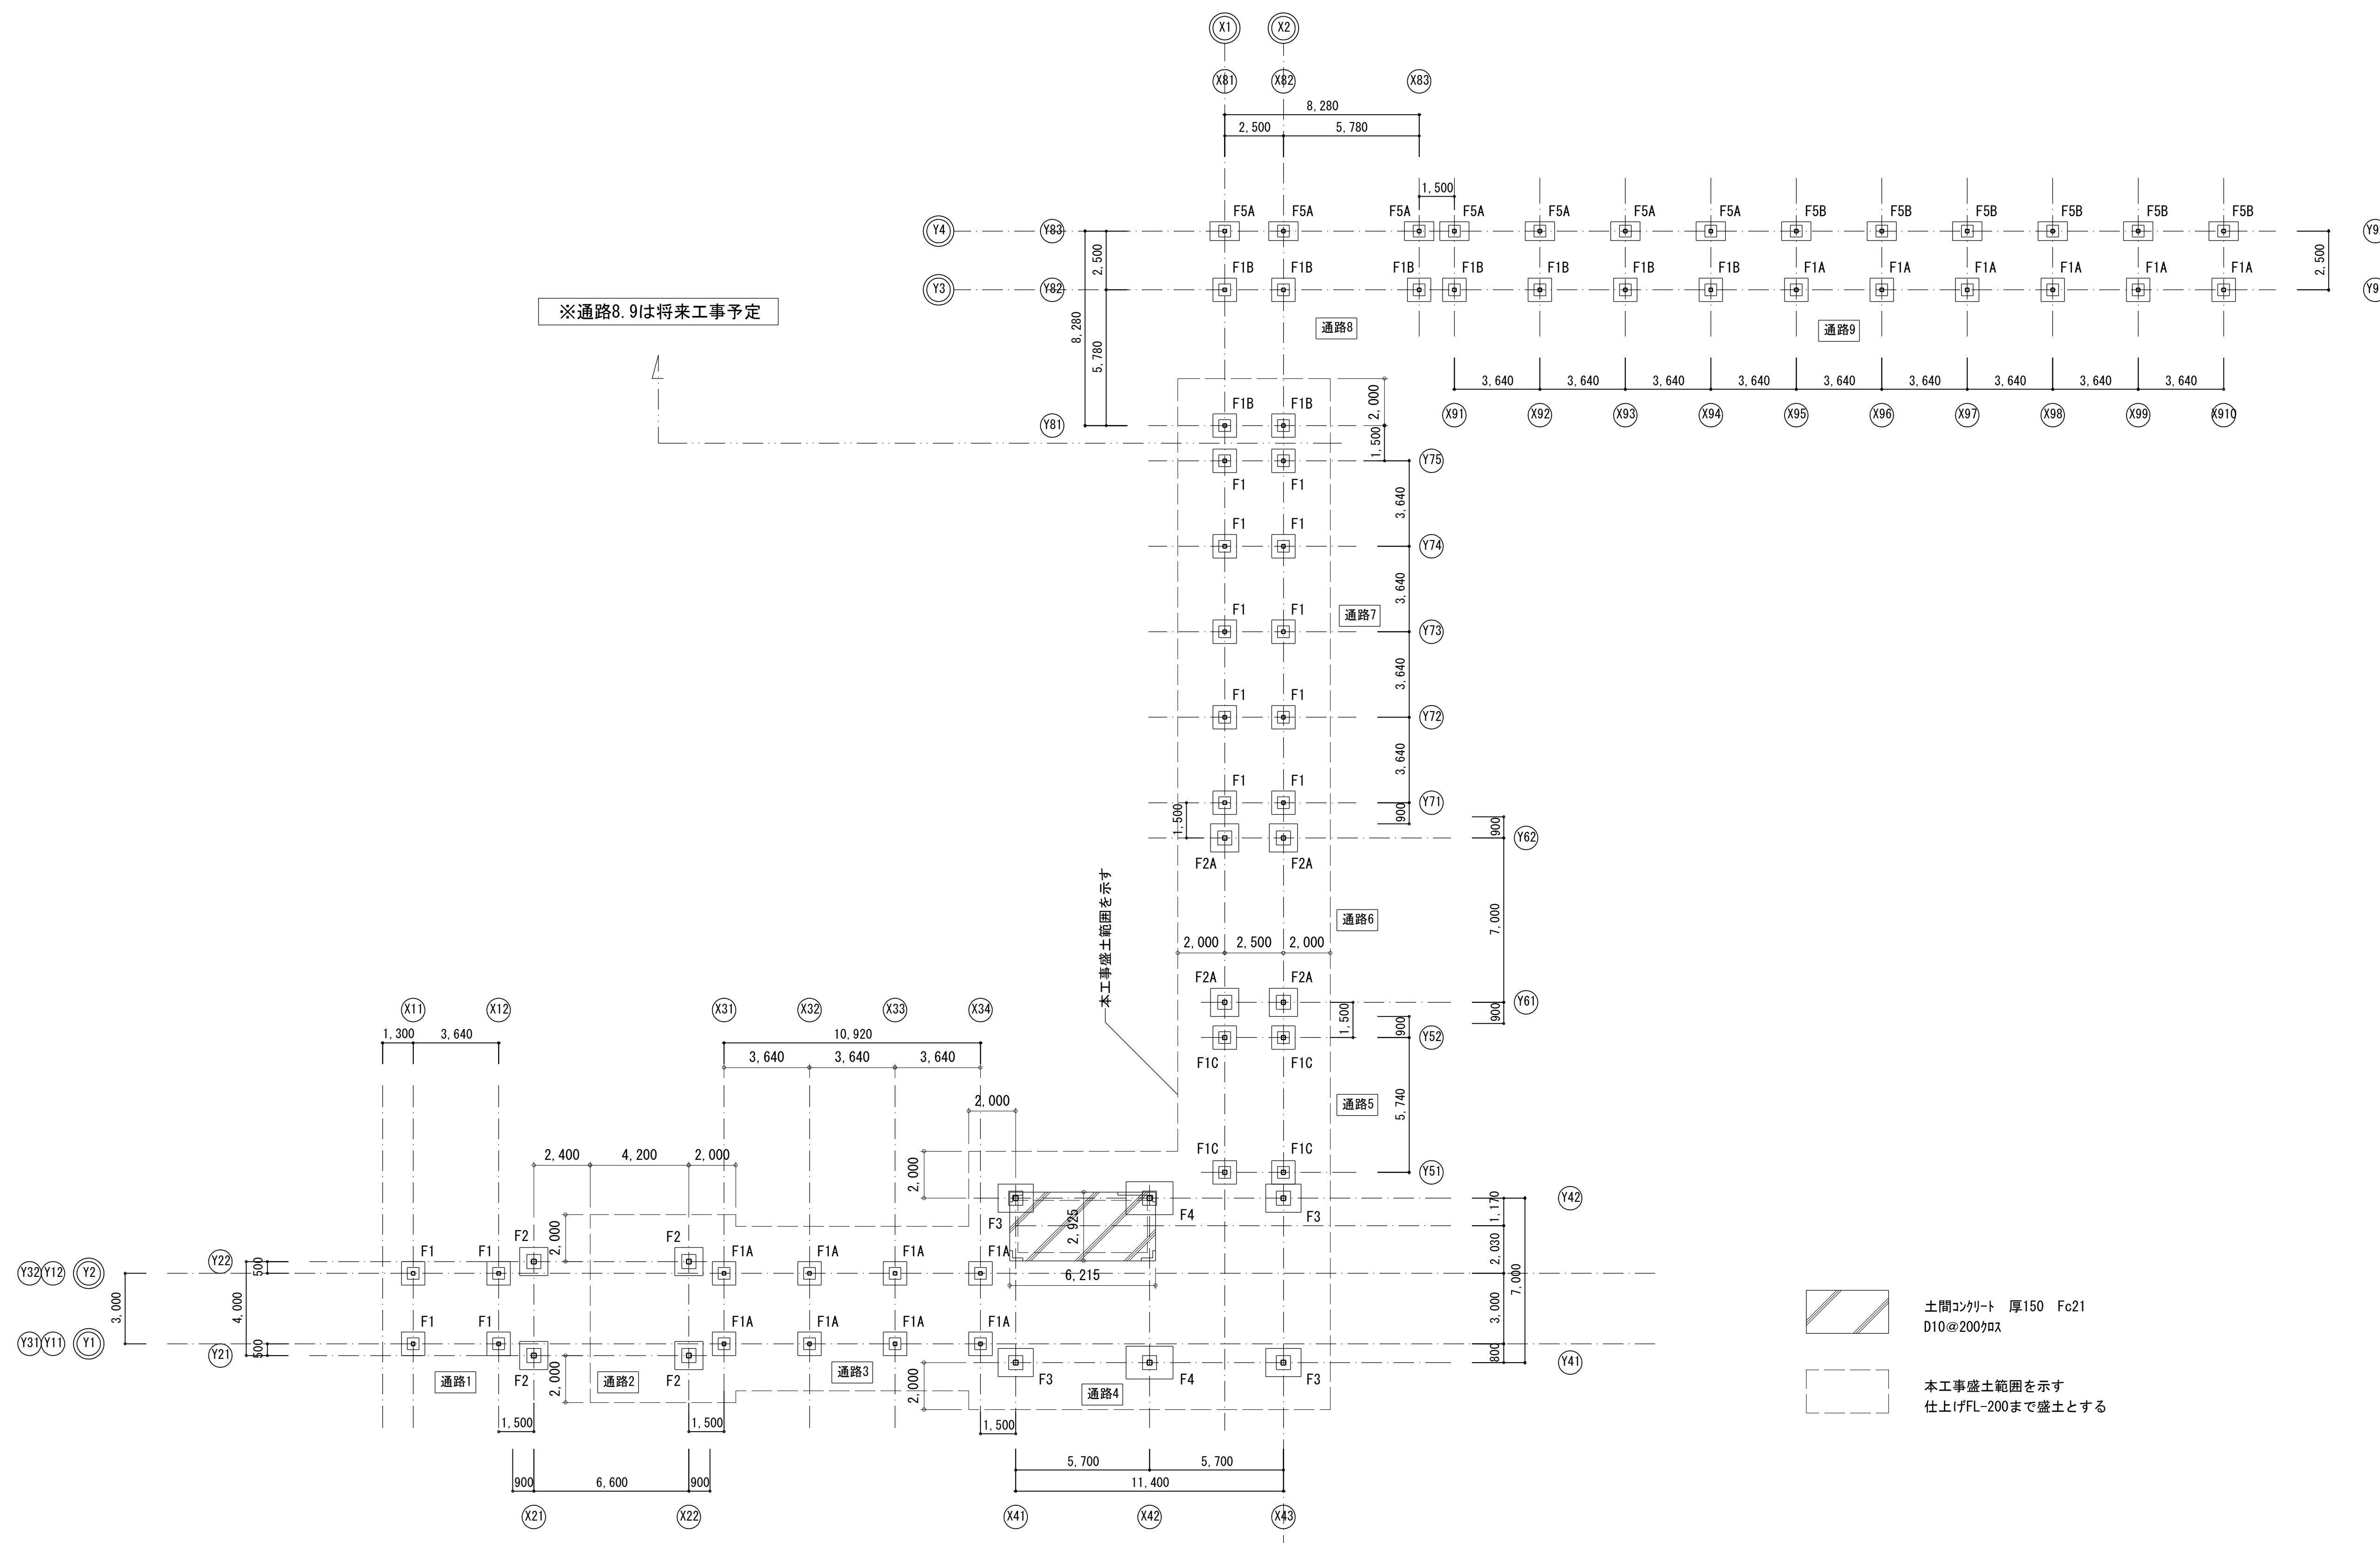 X1 X2
X81 X82 X83
8,280
2,500 5,780
1,500
F5A F5A F5A F5A F5A F5A F5A F5B F5B F5B F5B F5B F5B
Y4 Y83
2,500 2,500
F1B F1B F1B F1B F1B F1B F1B F1A F1A F1A F1A F1A F1A
Y3 Y82
※通路8.9は将来工事予定
通路8 通路9
8,280
5,780
3,640 3,640 3,640 3,640 3,640 3,640 3,640 3,640 3,640
X91 X92 X93 X94 X95 X96 X97 X98 X99 X910
2,000
F1B F1B
Y81
1,500
Y75
F1 F1
3,640
F1 F1
Y74
3,640
F1 F1
通路7
Y73
3,640
F1 F1
Y72
3,640
F1 F1
Y71
1,500 900 900
Y62
F2A F2A
本工事盛土範囲を示す
通路6
7,000
2,000 2,500 2,000
F2A F2A
Y61
1,500 900 900
Y52
F1C F1C
通路5
5,740
F1C F1C
Y51
X11 X12 X31 X32 X33 X34
1,300 3,640 10,920
3,640 3,640 3,640
2,000
2,400 4,200 2,000
2,000
1,170
Y42
F3 F4 F3
2,925
2,000
2,030
7,000
F2 F2
Y22
F1 F1 F1A F1A F1A F1A
Y32 Y12 Y2
500
6,215
3,000
4,000
3,000
F1 F1 F1A F1A F1A F1A
Y31 Y11 Y1
500
Y21
800
Y41
F2 F2
F3 F4 F3
通路1 通路2 通路3 通路4
2,000 2,000
1,500 1,500 1,500
5,700 5,700
900 6,600 900 11,400
X21 X22 X41 X42 X43
土間ｺﾝｸﾘｰﾄ 厚150 Fc21
D10@200ｸﾛｽ
本工事盛土範囲を示す
仕上げFL-200まで盛土とする